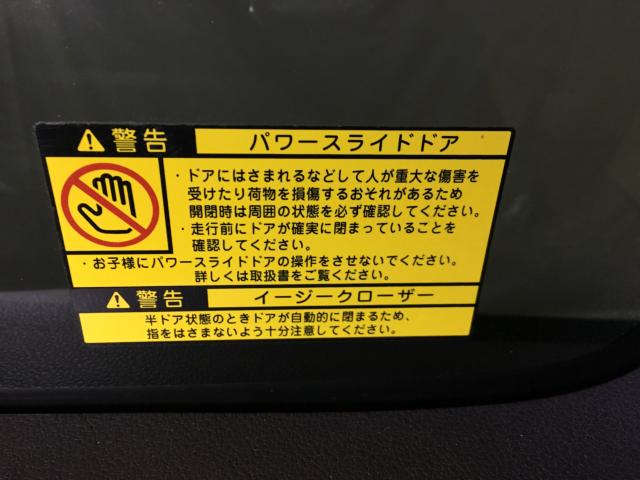 警告 パワースライドドア
・ドアにはさまれるなどして人が重大な傷害を
受けたり荷物を損傷するおそれがあるため
開閉時は周囲の状態を必ず確認してください。
・走行前にドアが確実に閉まっていることを
確認してください。
・お子様にパワースライドドアの操作をさせないでください。
詳しくは取扱書をご覧ください。
警告 イージークローザー
半ドア状態のときドアが自動的に閉まるため、
指をはさまないよう十分注意してください。